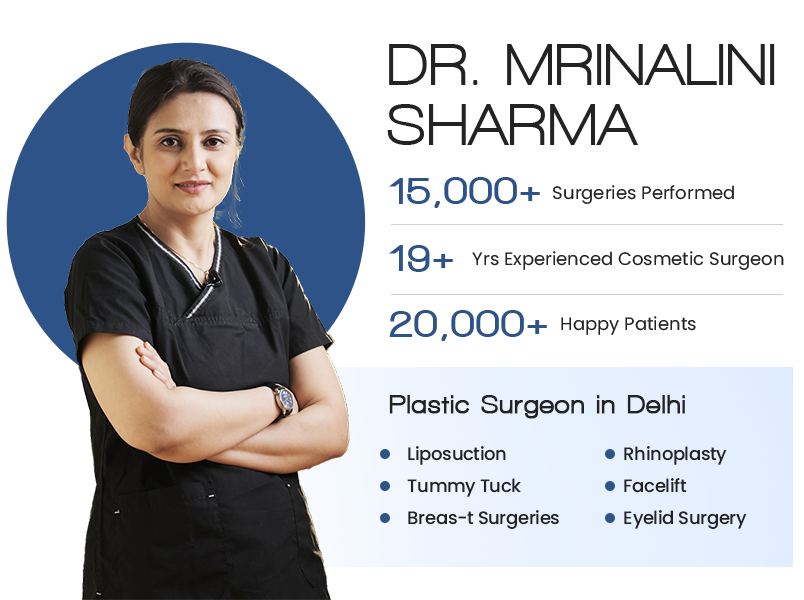 DR. MRINALINI
SHARMA
15,000+ Surgeries Performed
19+ Yrs Experienced Cosmetic Surgeon
20,000+ Happy Patients
Plastic Surgeon in Delhi
Liposuction
Tummy Tuck
Breas-t Surgeries
Rhinoplasty
Facelift
Eyelid Surgery